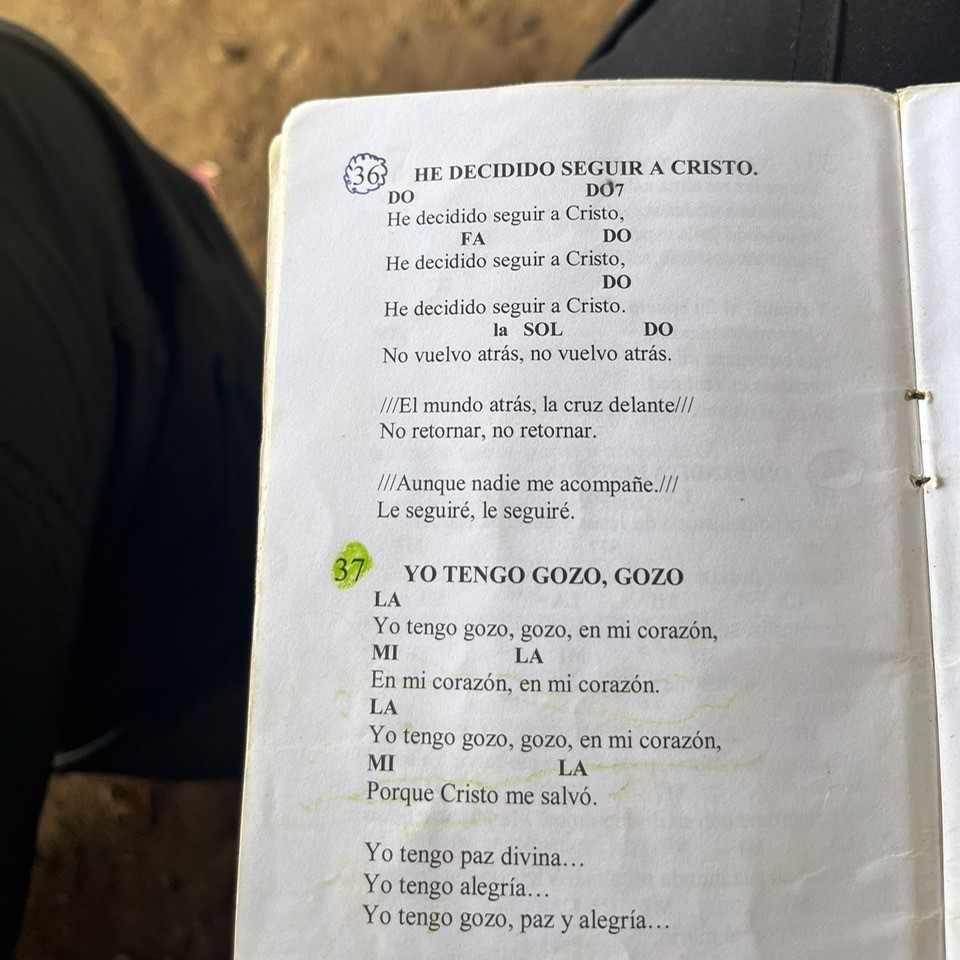 36 HE DECIDIDO SEGUIR A CRISTO.
DO DO7
He decidido seguir a Cristo,
FA DO
He decidido seguir a Cristo,
DO
He decidido seguir a Cristo.
la SOL DO
No vuelvo atrás, no vuelvo atrás.
///El mundo atrás, la cruz delante///
No retornar, no retornar.
///Aunque nadie me acompañe.///
Le seguiré, le seguiré.
37 YO TENGO GOZO, GOZO
LA
Yo tengo gozo, gozo, en mi corazón,
MI LA
En mi corazón, en mi corazón.
LA
Yo tengo gozo, gozo, en mi corazón,
MI LA
Porque Cristo me salvó.
Yo tengo paz divina…
Yo tengo alegría…
Yo tengo gozo, paz y alegría…